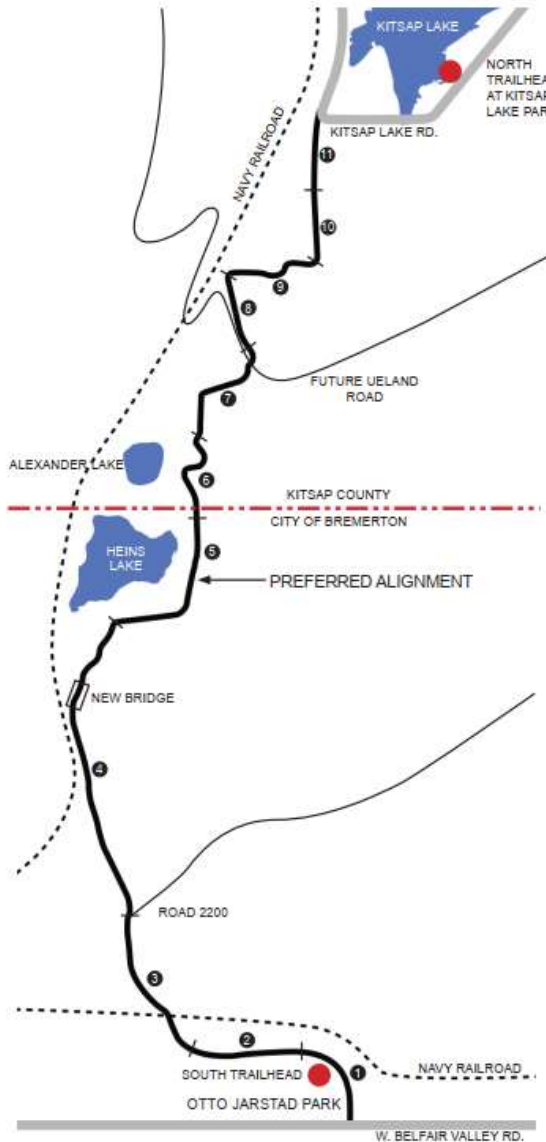 KITSAP LAKE
NORTH
TRAILHEA
AT KITSAP
LAKE PAR
KITSAP LAKE RD.
NAVY RAILROAD
11
10
9
8
FUTURE UELAND
ROAD
7
ALEXANDER LAKE
6
KITSAP COUNTY
CITY OF BREMERTON
HEINS
LAKE
5
PREFERRED ALIGNMENT
NEW BRIDGE
4
ROAD 2200
3
2
SOUTH TRAILHEAD
1
NAVY RAILROAD
OTTO JARSTAD PARK
W. BELFAIR VALLEY RD.